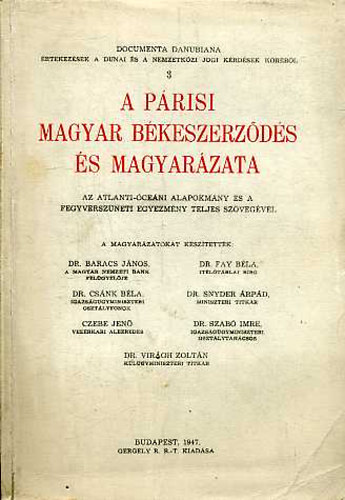 DOCUMENTA DANUBIANA
ÉRTEKEZÉSEK A DUNAI ÉS A NEMZETKÖZI JOGI KÉRDÉSEK KÖRÉBŐL
3
A PÁRISI
MAGYAR BÉKESZERZŐDÉS
ÉS MAGYARÁZATA
AZ ATLANTI-ÓCEÁNI ALAPOKMÁNY ÉS A
FEGYVERSZÜNETI EGYEZMÉNY TELJES SZÖVEGÉVEL
A MAGYARÁZATOKAT KÉSZÍTETTÉK:
DR. BARACS JÁNOS,
A MAGYAR NEMZETI BANK
FELÜGYELŐJE
DR. FAY BÉLA,
ITÉLŐTÁBLAI BIRÓ
DR. CSÁNK BÉLA,
IGAZSÁGÜGYMINISZTERI
OSZTÁLYFŐNÖK
DR. SNYDER ÁRPÁD,
MINISZTERI TITKÁR
CZEBE JENŐ
VEZÉRKARI ALEZREDES
DR. SZABÓ IMRE,
IGAZSÁGÜGYMINISZTERI
OSZTÁLYTANÁCSOS
DR. VIRÁGH ZOLTÁN
KÜLÜGYMINISZTERI TITKÁR
BUDAPEST, 1947.
GERGELY R. R.-T. KIADÁSA